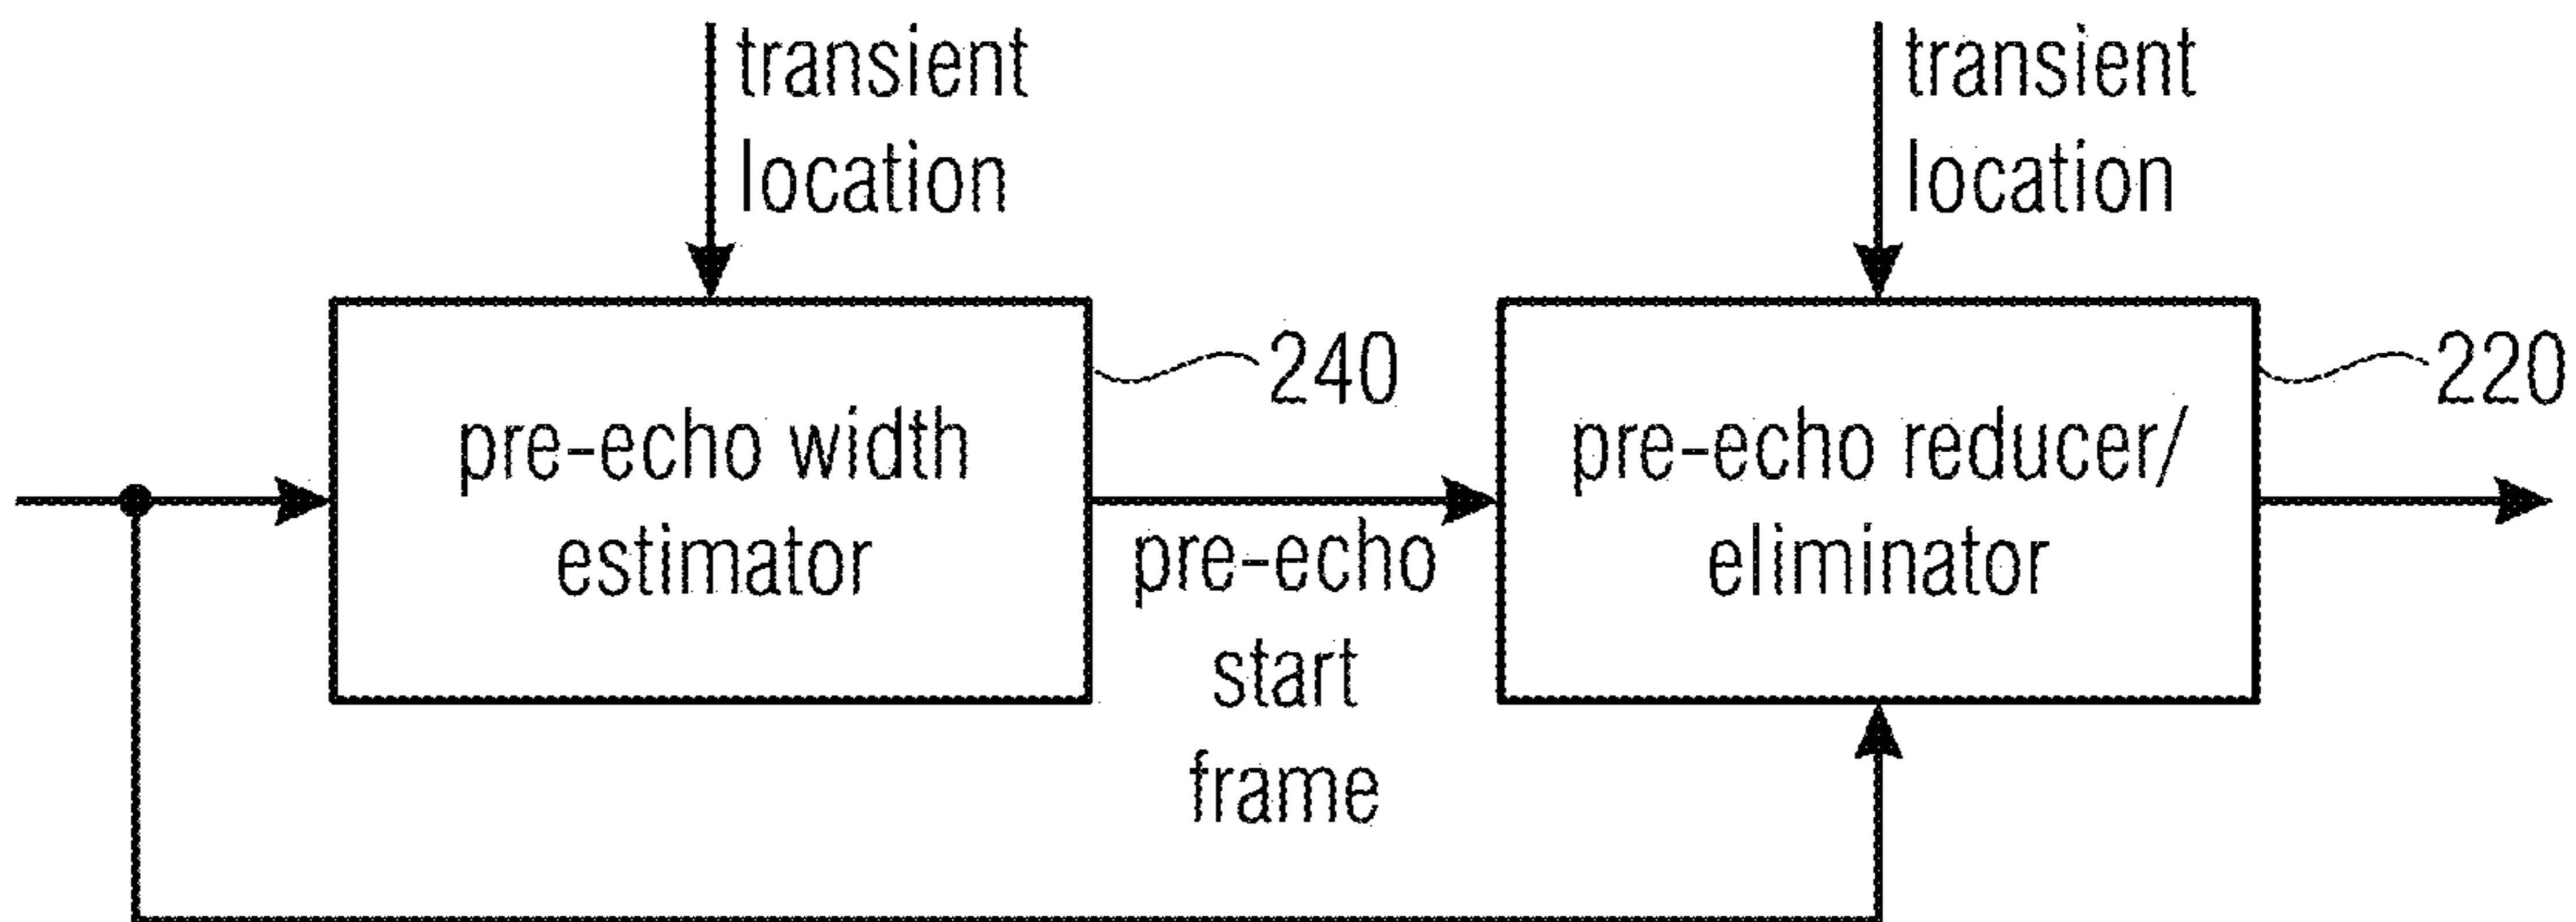 transient
location
transient
location
240
220
pre-echo width
estimator
pre-echo reducer/
eliminator
pre-echo
start
frame